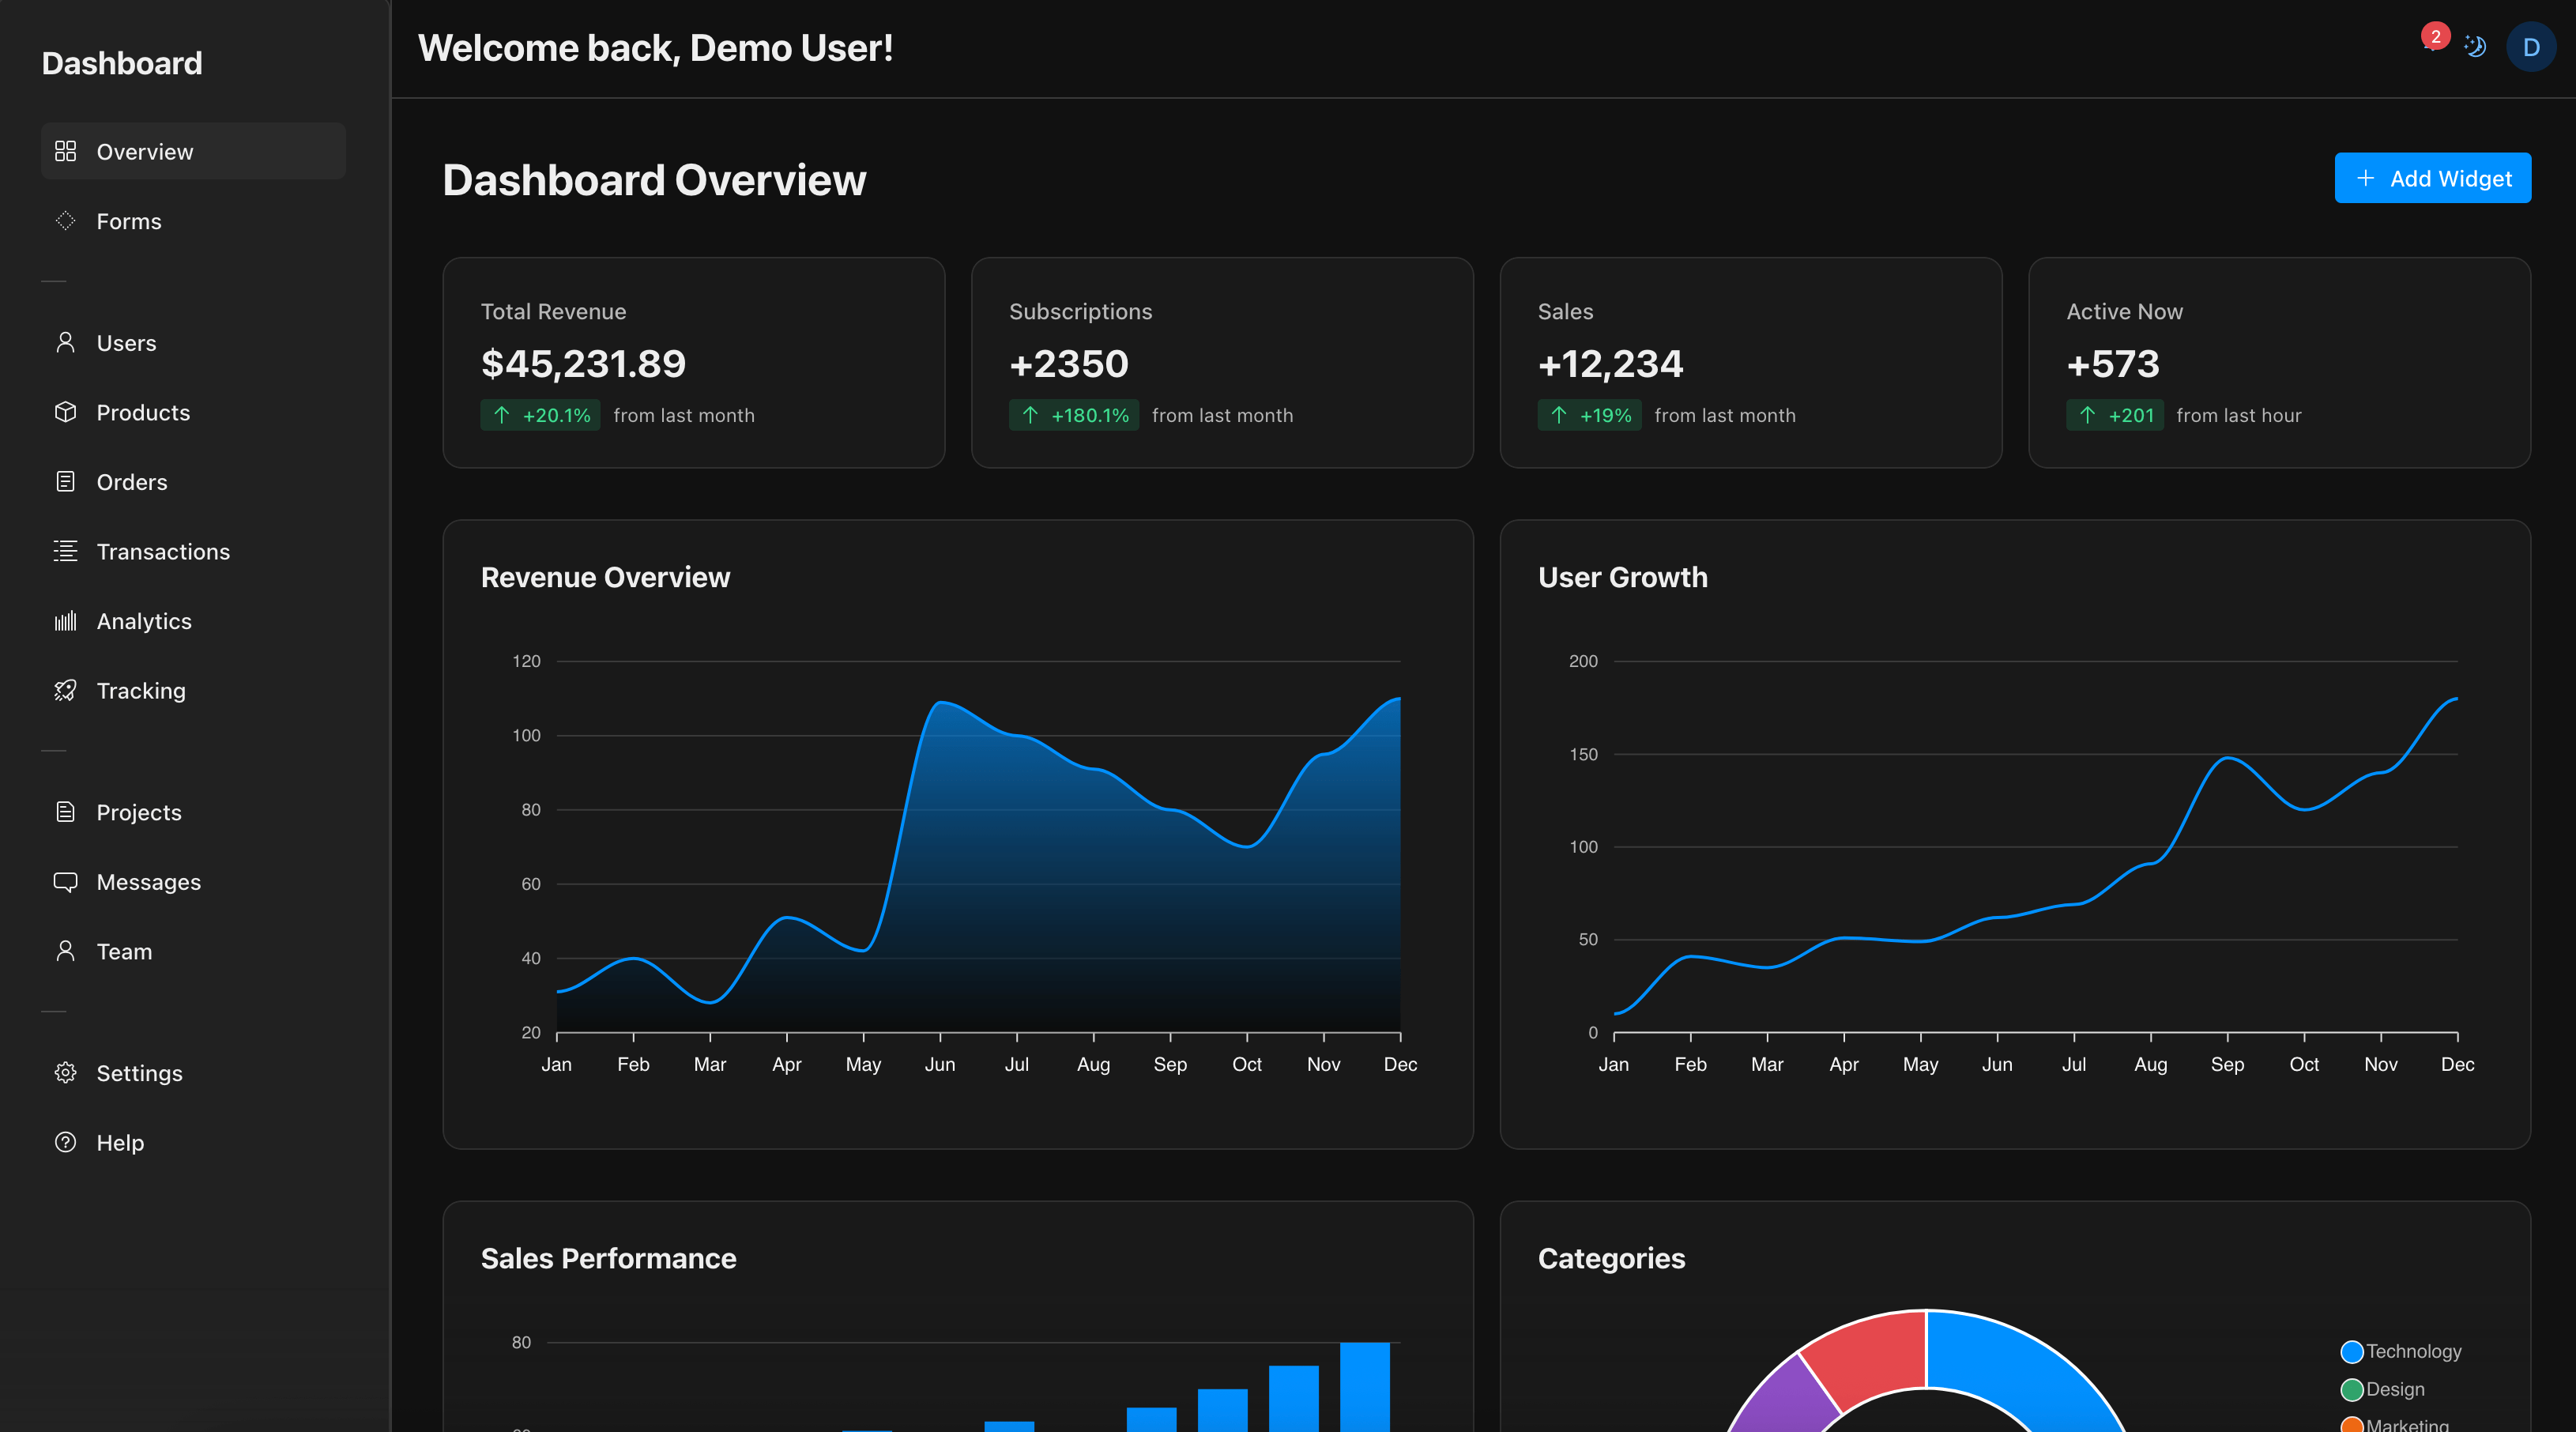 Dashboard
Overview
Forms
Users
Products
Orders
Transactions
Analytics
Tracking
Projects
Messages
Team
Settings
Help
Welcome back, Demo User!
2
D
Dashboard Overview
Add Widget
Total Revenue
$45,231.89
+20.1% from last month
Subscriptions
+2350
+180.1% from last month
Sales
+12,234
+19% from last month
Active Now
+573
+201 from last hour
Revenue Overview
120
100
80
60
40
20
Jan Feb Mar Apr May Jun Jul Aug Sep Oct Nov Dec
User Growth
200
150
100
50
0
Jan Feb Mar Apr May Jun Jul Aug Sep Oct Nov Dec
Sales Performance
80
Categories
Technology
Design
Marketing